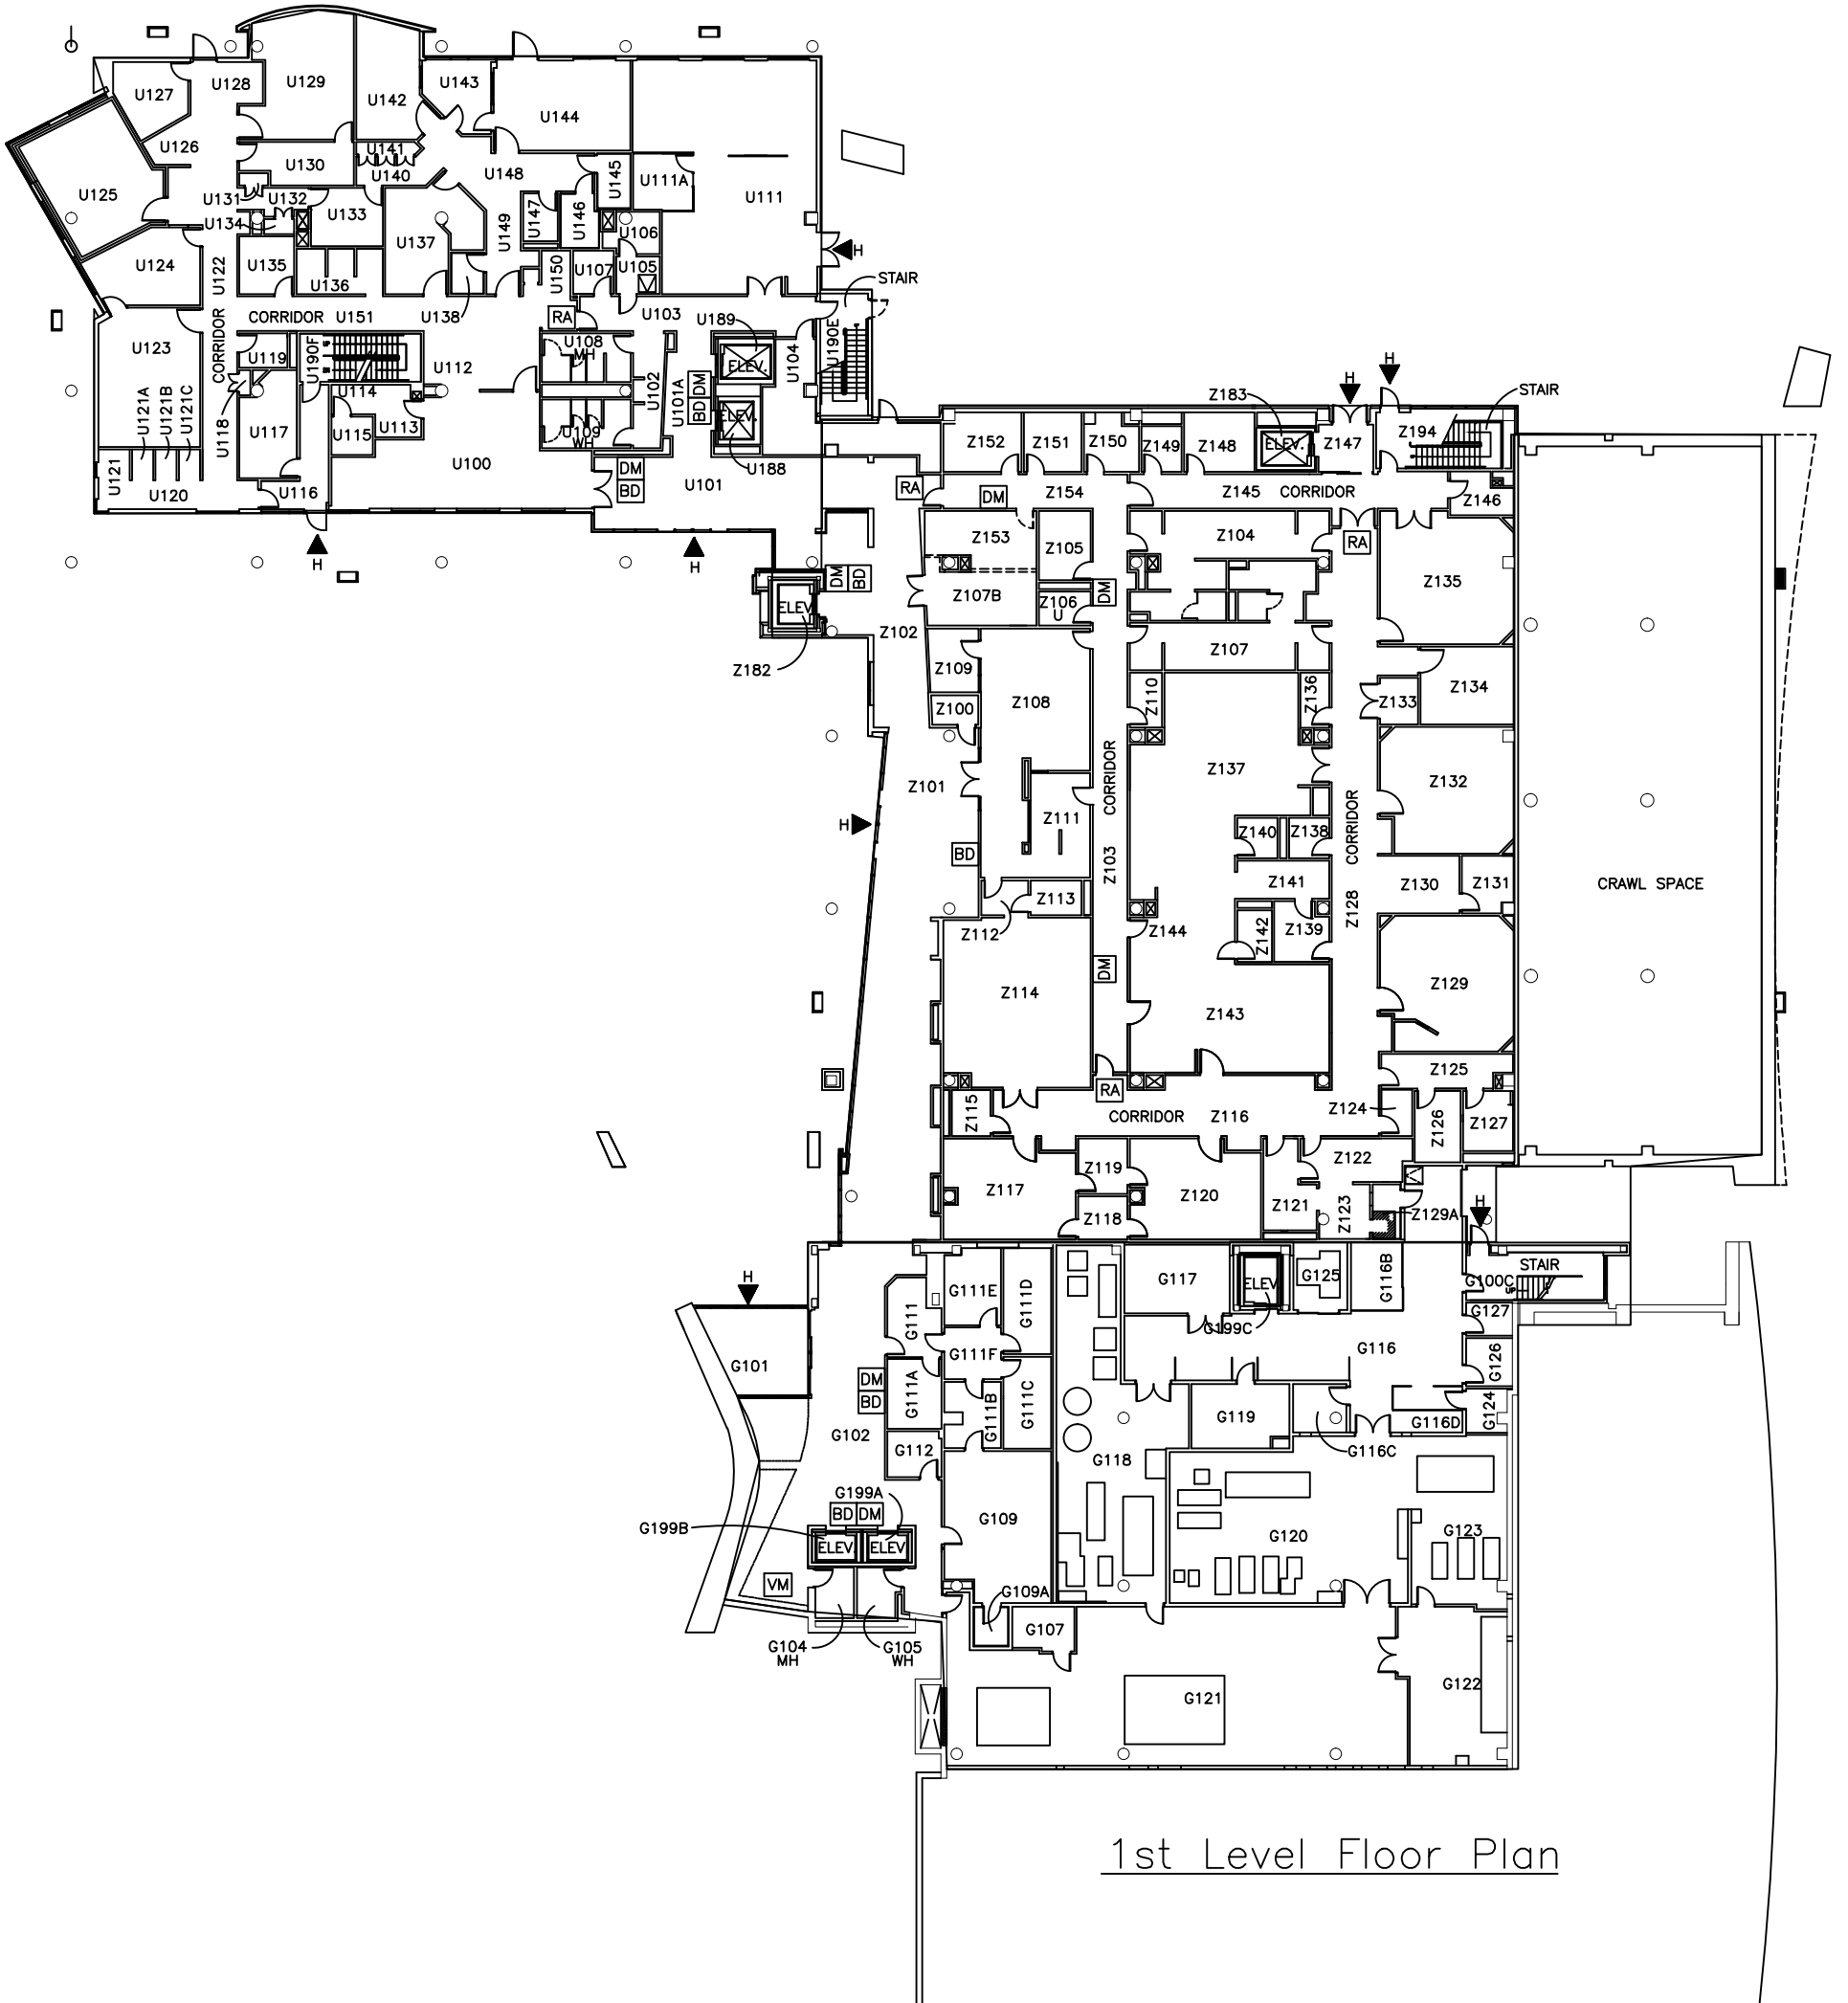 U127
U128
U129
U142
U143
U144
U126
U141
U130
U140
U148
U145
U111A
U111
U125
U131
U132
U134
U133
U147
U146
U149
U106
H
U124
U122
U135
U137
U136
U150
U107
U105
STAIR
CORRIDOR
U151
U138
RA
U103
U189
U123
CORRIDOR
U119
U190F
UP
DN
U112
U108
MH
U102
U101A
DM
BD
ELEV.
U104
U190E
U121A
U121B
U121C
U118
U117
U114
U115
U113
U109
WH
ELEV.
U188
U121
U120
U116
U100
DM
BD
U101
H
H
H
H
Z183
STAIR
Z152
Z151
Z150
Z149
Z148
ELEV.
Z147
Z194
RA
DM
Z154
Z145
CORRIDOR
Z146
Z153
Z105
Z104
RA
DM
BD
Z107B
Z106
U
DM
Z135
ELEV.
Z102
Z182
Z109
Z107
Z134
Z100
Z108
Z110
Z136
Z133
Z101
CORRIDOR
Z137
Z132
H
Z111
CORRIDOR
BD
Z140
Z138
Z103
Z141
Z130
Z131
CRAWL SPACE
Z113
Z128
Z112
Z144
Z142
Z139
DM
Z114
Z143
Z129
RA
Z125
Z115
CORRIDOR
Z116
Z124
Z126
Z127
Z119
Z122
Z117
Z120
Z118
Z121
Z123
Z129A
H
H
G111E
G111D
G117
ELEV.
G125
G116B
STAIR
G100C
UP
G111
G199C
G127
G101
G111F
G116
G126
DM
BD
G111A
G111B
G111C
G119
G116D
G124
G102
G112
G118
G116C
G199A
BD
DM
G199B
ELEV.
ELEV.
G109
G120
G123
VM
G109A
G104
MH
G105
WH
G107
G121
G122
1st Level Floor Plan